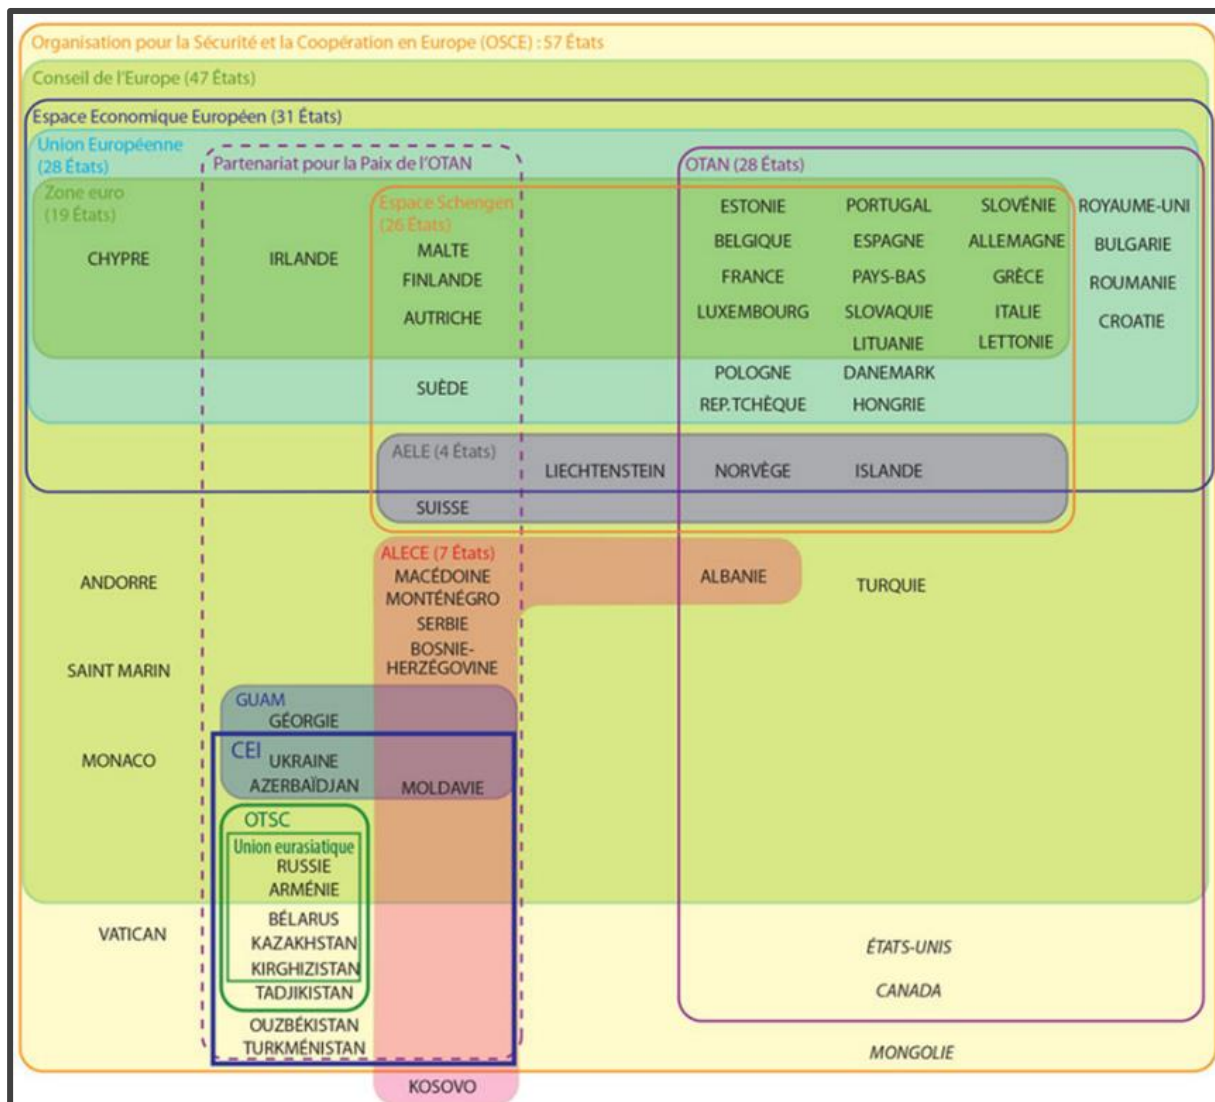 Organisation pour la Sécurité et la Coopération en Europe (OSCE) : 57 États
Conseil de l'Europe (47 États)
Espace Economique Européen (31 États)
Union Européenne
(28 États)
Partenariat pour la Paix de l'OTAN
OTAN (28 États)
Zone euro
(19 États)
Espace Schengen
(26 États)
ESTONIE PORTUGAL SLOVÉNIE ROYAUME-UNI
BELGIQUE ESPAGNE ALLEMAGNE BULGARIE
CHYPRE IRLANDE MALTE
FINLANDE FRANCE PAYS-BAS GRÈCE ROUMANIE
AUTRICHE LUXEMBOURG SLOVAQUIE ITALIE CROATIE
LITUANIE LETTONIE
SUÈDE POLOGNE DANEMARK
REP.TCHÈQUE HONGRIE
AELE (4 États)
LIECHTENSTEIN NORVÈGE ISLANDE
SUISSE
ALECE (7 États)
ANDORRE MACÉDOINE ALBANIE TURQUIE
MONTÉNÉGRO
SERBIE
BOSNIE-
HERZÉGOVINE
SAINT MARIN
GUAM
GÉORGIE
CEI
MONACO UKRAINE
AZERBAÏDJAN MOLDAVIE
OTSC
Union eurasiatique
RUSSIE
ARMÉNIE
BÉLARUS
VATICAN KAZAKHSTAN ÉTATS-UNIS
KIRGHIZISTAN
TADJIKISTAN CANADA
OUZBÉKISTAN
TURKMÉNISTAN MONGOLIE
KOSOVO